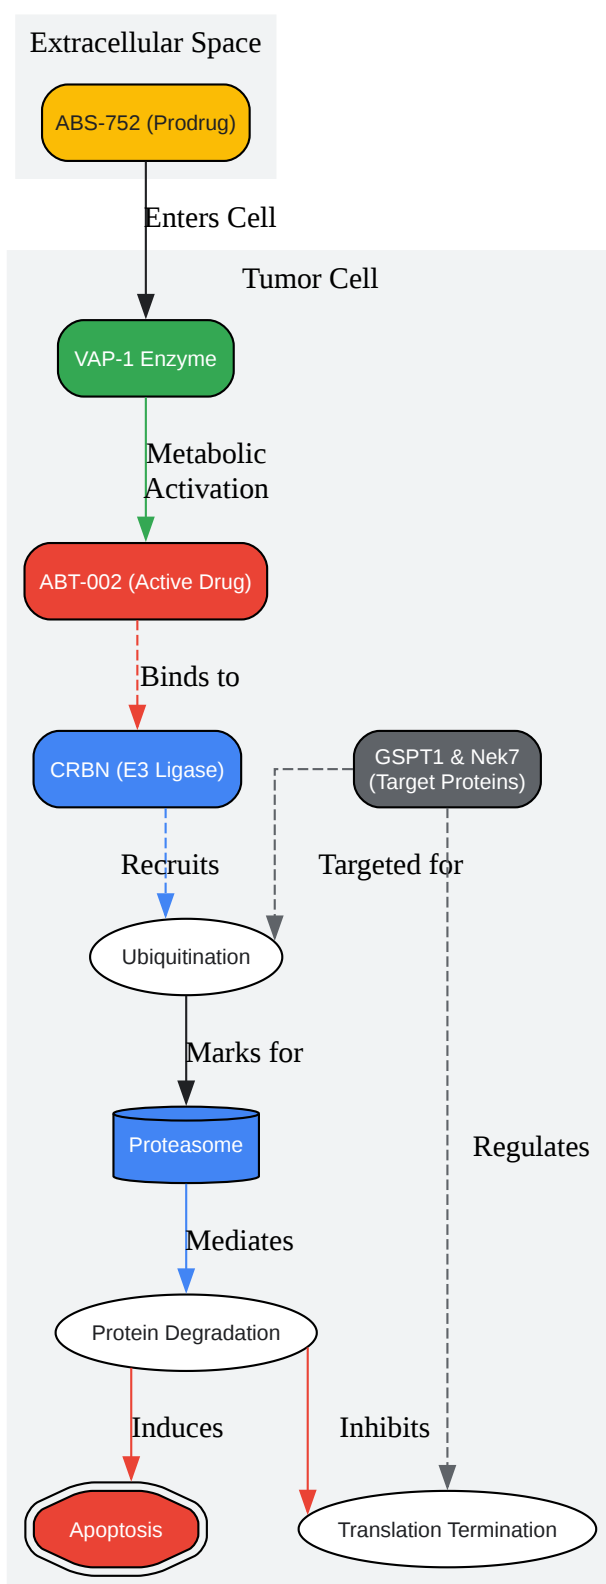 Extracellular Space
ABS-752 (Prodrug)
Enters Cell
Tumor Cell
VAP-1 Enzyme
Metabolic
Activation
ABT-002 (Active Drug)
Binds to
CRBN (E3 Ligase)
GSPT1 & Nek7
(Target Proteins)
Recruits
Targeted for
Ubiquitination
Marks for
Proteasome
Regulates
Mediates
Protein Degradation
Induces
Inhibits
Apoptosis
Translation Termination